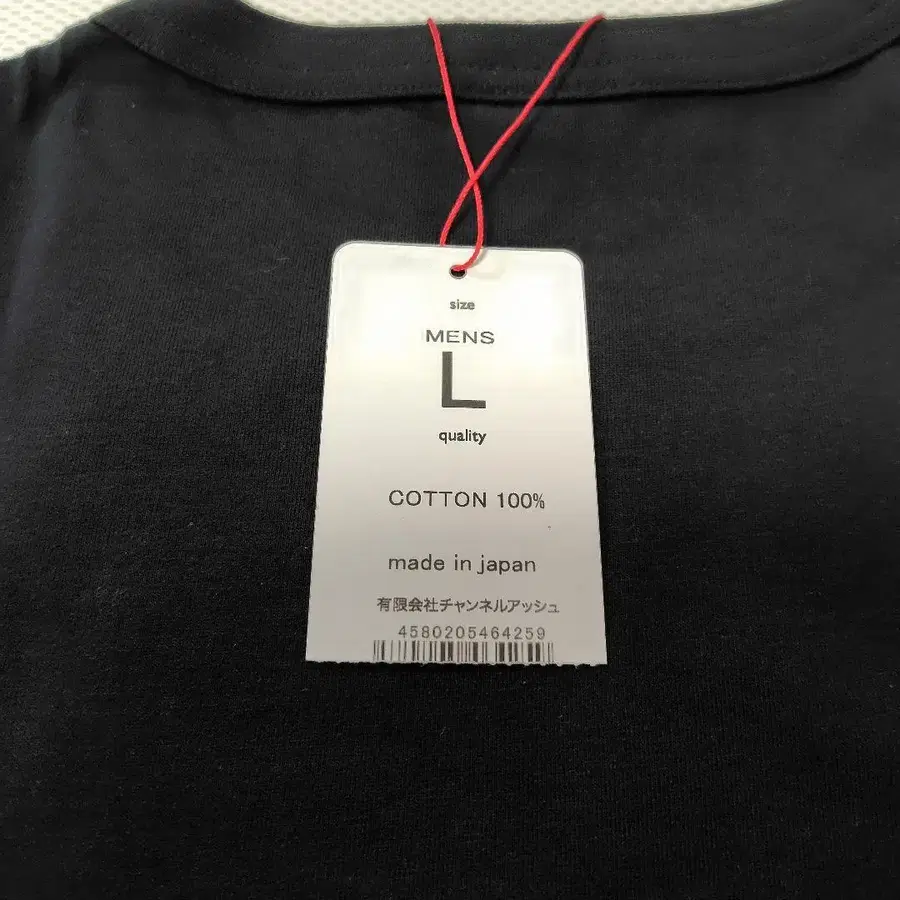 size
MENS
L
quality
COTTON 100%
made in japan
有限会社チャンネルアッシュ
4580205464259